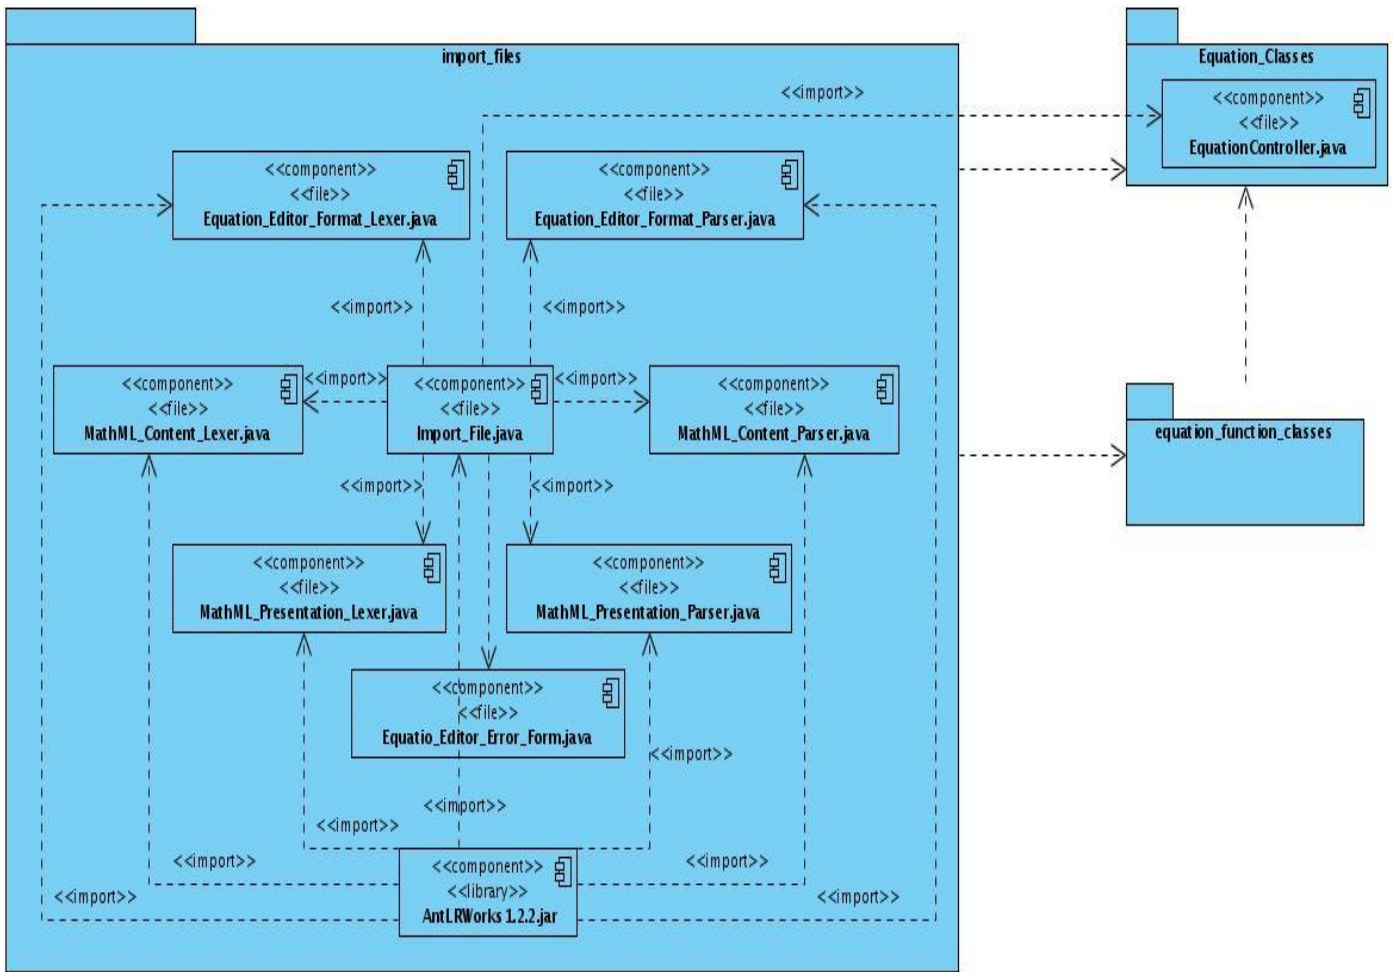 import_files
Equation_Classes
<<import>>
<<component>>
<<file>>
EquationController.java
<<component>>
<<file>>
Equation_Editor_Format_Lexer.java
<<component>>
<<file>>
Equation_Editor_Format_Parser.java
<<import>>
<<import>>
<<component>>
<<file>>
MathML_Content_Lexer.java
<<import>>
<<component>>
<<file>>
Import_File.java
<<import>>
<<component>>
<<file>>
MathML_Content_Parser.java
equation_function_classes
<<import>>
<<import>>
<<component>>
<<file>>
MathML_Presentation_Lexer.java
<<component>>
<<file>>
MathML_Presentation_Parser.java
<<component>>
<<file>>
Equatio_Editor_Error_Form.java
<<import>>
<<import>>
<<import>>
<<import>>
<<import>>
<<import>>
<<import>>
<<component>>
<<library>>
AntLRWorks 1.2.2.jar